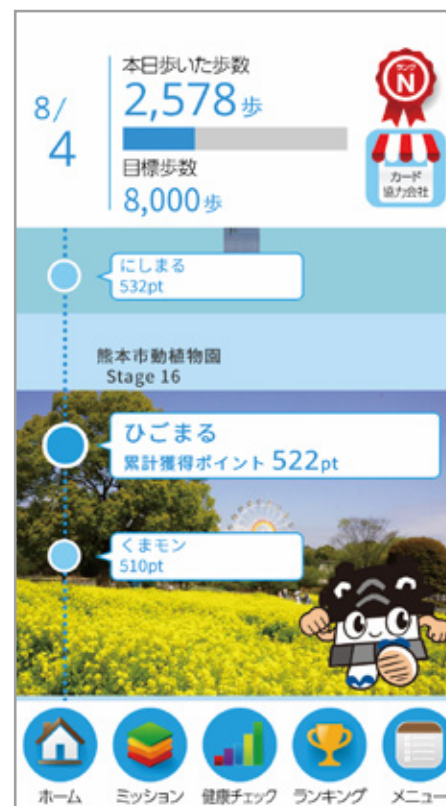 8/
4
本日歩いた歩数
2,578歩
目標歩数
8,000歩
ランク
N
カード
協力会社
にしまる
532pt
熊本市動植物園
Stage 16
ひごまる
累計獲得ポイント 522pt
くまモン
510pt
ホーム
ミッション
健康チェック
ランキング
メニュー